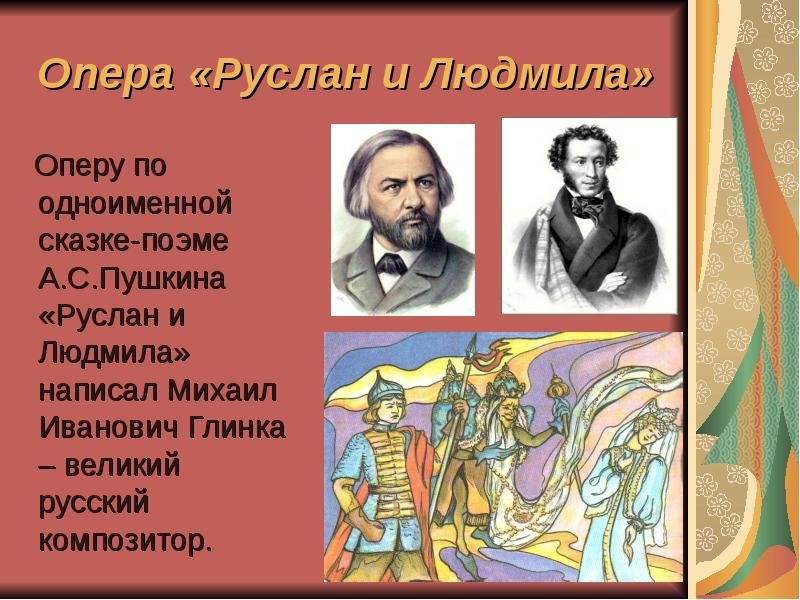 Опера «Руслан и Людмила»
Оперу по
одноименной
сказке-поэме
А.С.Пушкина
«Руслан и
Людмила»
написал Михаил
Иванович Глинка
– великий
русский
композитор.